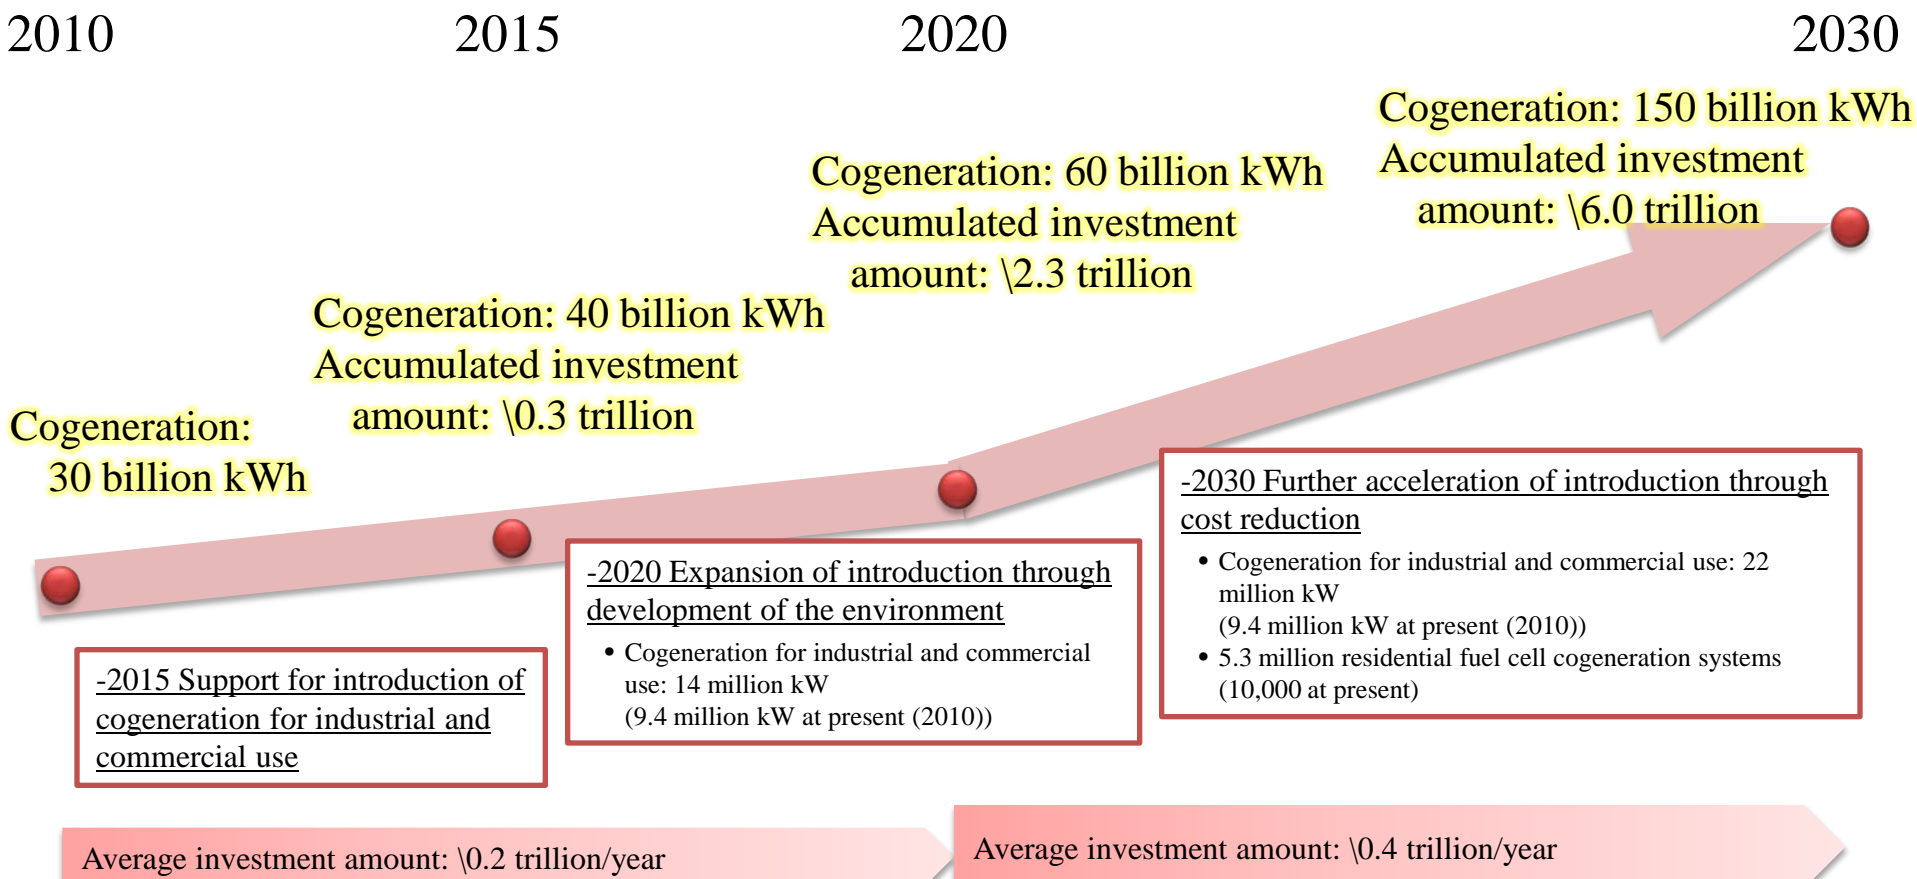 2010
2015
2020
2030
Cogeneration: 150 billion kWh
Accumulated investment
amount: \6.0 trillion
Cogeneration: 60 billion kWh
Accumulated investment
amount: \2.3 trillion
Cogeneration: 40 billion kWh
Accumulated investment
amount: \0.3 trillion
Cogeneration:
30 billion kWh
-2015 Support for introduction of
cogeneration for industrial and
commercial use
-2020 Expansion of introduction through
development of the environment
• Cogeneration for industrial and commercial
use: 14 million kW
(9.4 million kW at present (2010))
-2030 Further acceleration of introduction through
cost reduction
• Cogeneration for industrial and commercial use: 22
million kW
(9.4 million kW at present (2010))
• 5.3 million residential fuel cell cogeneration systems
(10,000 at present)
Average investment amount: \0.2 trillion/year
Average investment amount: \0.4 trillion/year